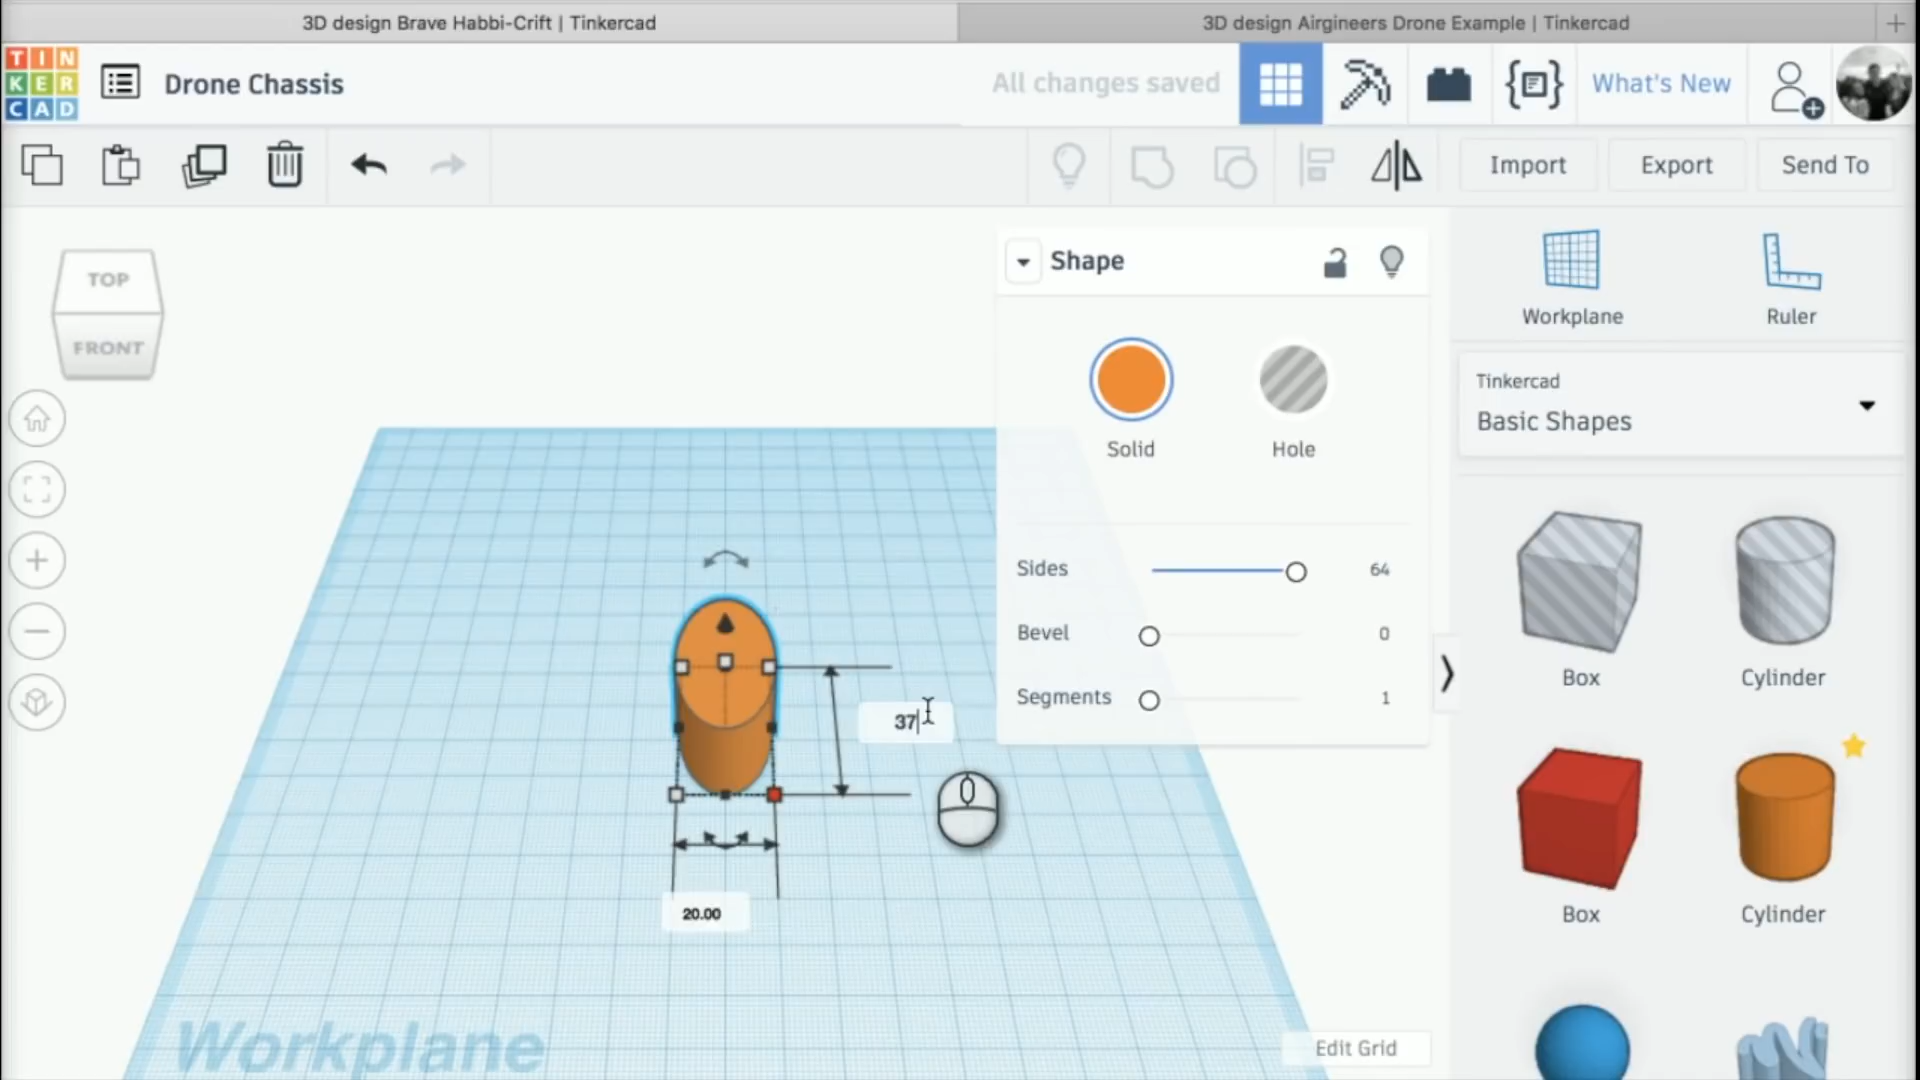 3D design Brave Habbi-Crift | Tinkercad
3D design Airgineers Drone Example | Tinkercad
TIN
KER
CAD
Drone Chassis
All changes saved
What's New
Import
Export
Send To
TOP
FRONT
Shape
Solid
Hole
Sides
64
Bevel
0
Segments
1
Workplane
Ruler
Tinkercad
Basic Shapes
Box
Cylinder
Box
Cylinder
37
20.00
Workplane
Edit Grid